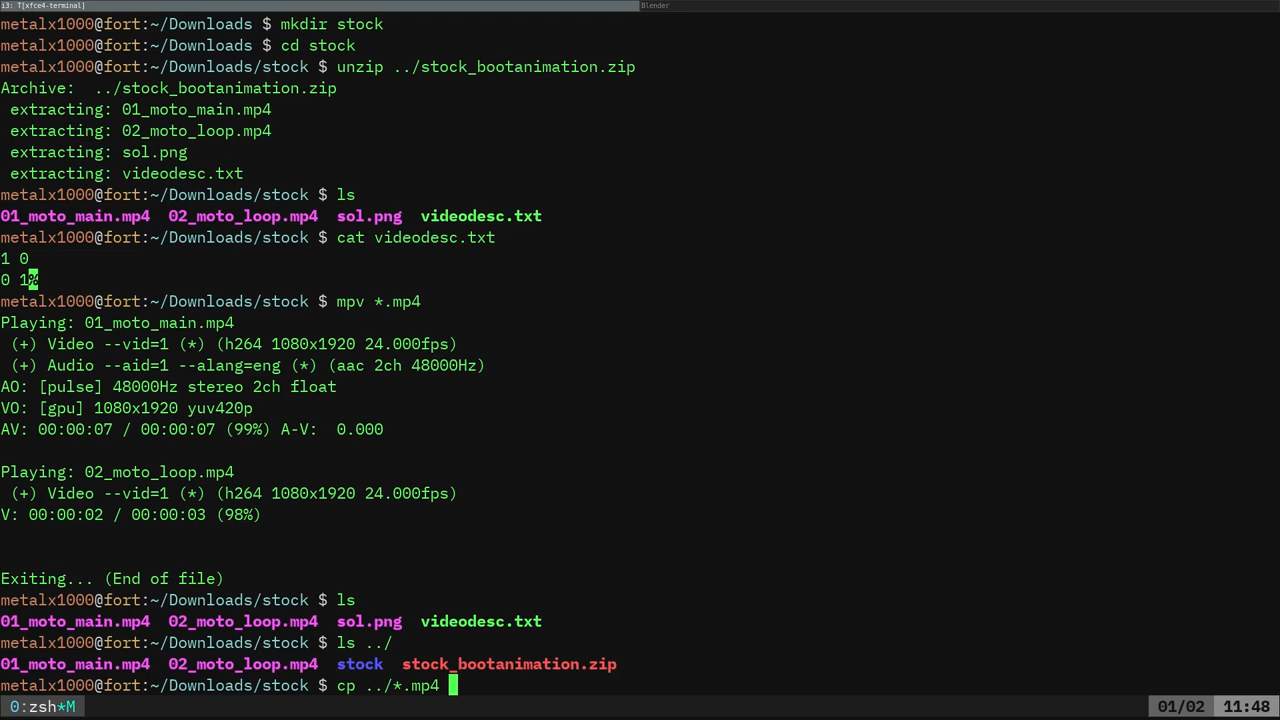 i3: T[xfce4-terminal] Blender
metalx1000@fort:~/Downloads $ mkdir stock
metalx1000@fort:~/Downloads $ cd stock
metalx1000@fort:~/Downloads/stock $ unzip ../stock_bootanimation.zip
Archive:  ../stock_bootanimation.zip
 extracting: 01_moto_main.mp4
 extracting: 02_moto_loop.mp4
 extracting: sol.png
 extracting: videodesc.txt
metalx1000@fort:~/Downloads/stock $ ls
01_moto_main.mp4  02_moto_loop.mp4  sol.png  videodesc.txt
metalx1000@fort:~/Downloads/stock $ cat videodesc.txt
1 0
0 1%
metalx1000@fort:~/Downloads/stock $ mpv *.mp4
Playing: 01_moto_main.mp4
 (+) Video --vid=1 (*) (h264 1080x1920 24.000fps)
 (+) Audio --aid=1 --alang=eng (*) (aac 2ch 48000Hz)
AO: [pulse] 48000Hz stereo 2ch float
VO: [gpu] 1080x1920 yuv420p
AV: 00:00:07 / 00:00:07 (99%) A-V:  0.000
Playing: 02_moto_loop.mp4
 (+) Video --vid=1 (*) (h264 1080x1920 24.000fps)
V: 00:00:02 / 00:00:03 (98%)
Exiting... (End of file)
metalx1000@fort:~/Downloads/stock $ ls
01_moto_main.mp4  02_moto_loop.mp4  sol.png  videodesc.txt
metalx1000@fort:~/Downloads/stock $ ls ../
01_moto_main.mp4  02_moto_loop.mp4  stock  stock_bootanimation.zip
metalx1000@fort:~/Downloads/stock $ cp ../*.mp4
0:zsh*M 01/02 11:48